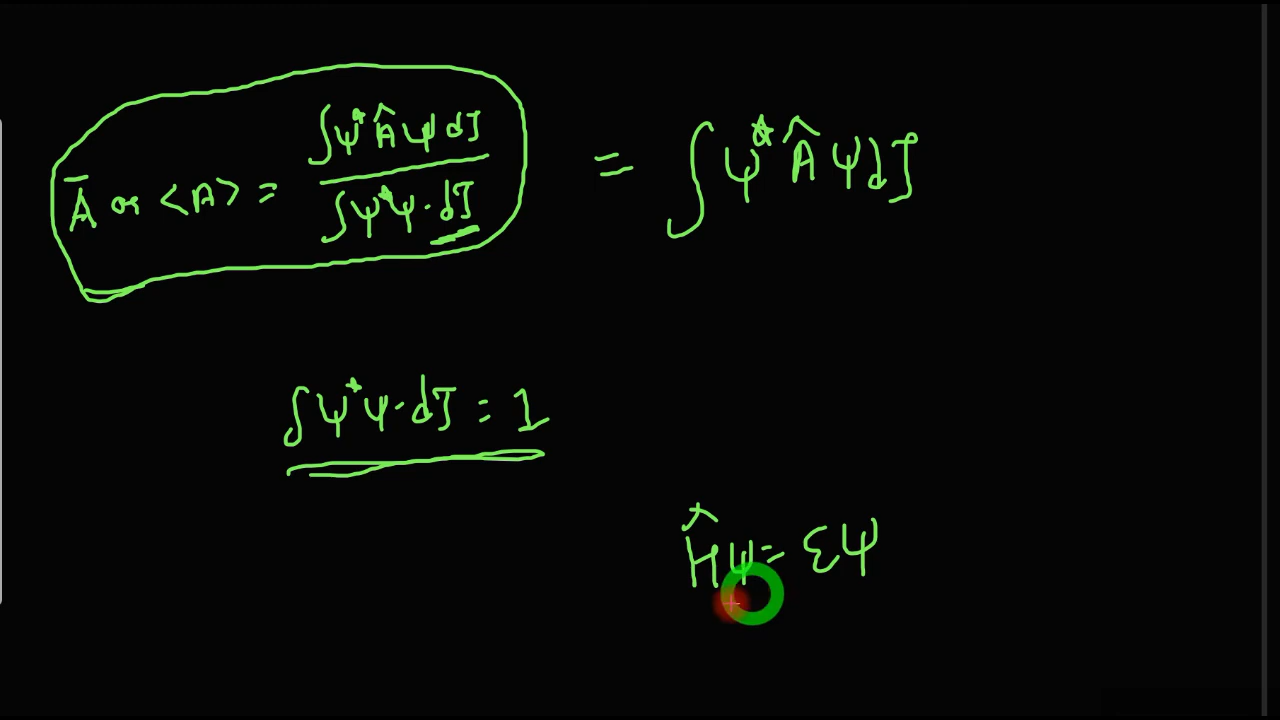 Ā or <A> = ∫ψ*Âψ dτ / ∫ψ*ψ · dτ = ∫ψ*Âψ dτ
∫ψ*ψ · dτ = 1
Ĥψ = Eψ